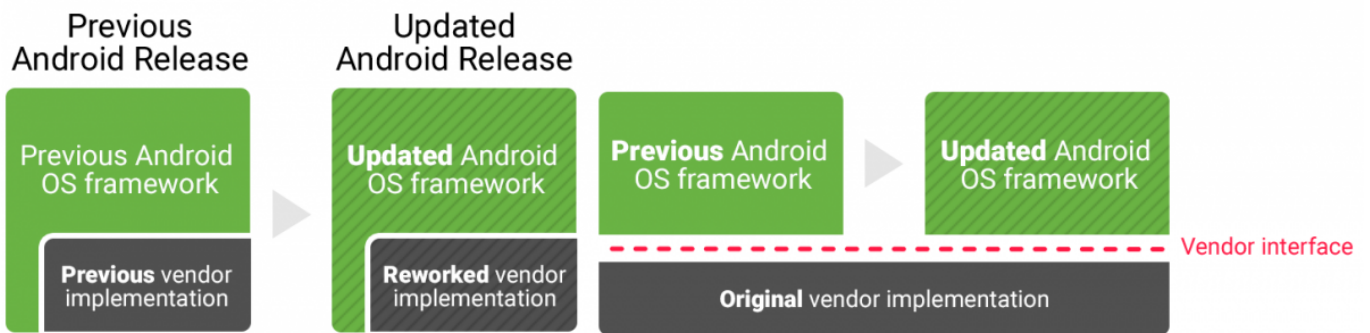 Previous
Android Release
Updated
Android Release
Previous Android
OS framework
Previous vendor
implementation
Updated Android
OS framework
Reworked vendor
implementation
Previous Android
OS framework
Updated Android
OS framework
Vendor interface
Original vendor implementation